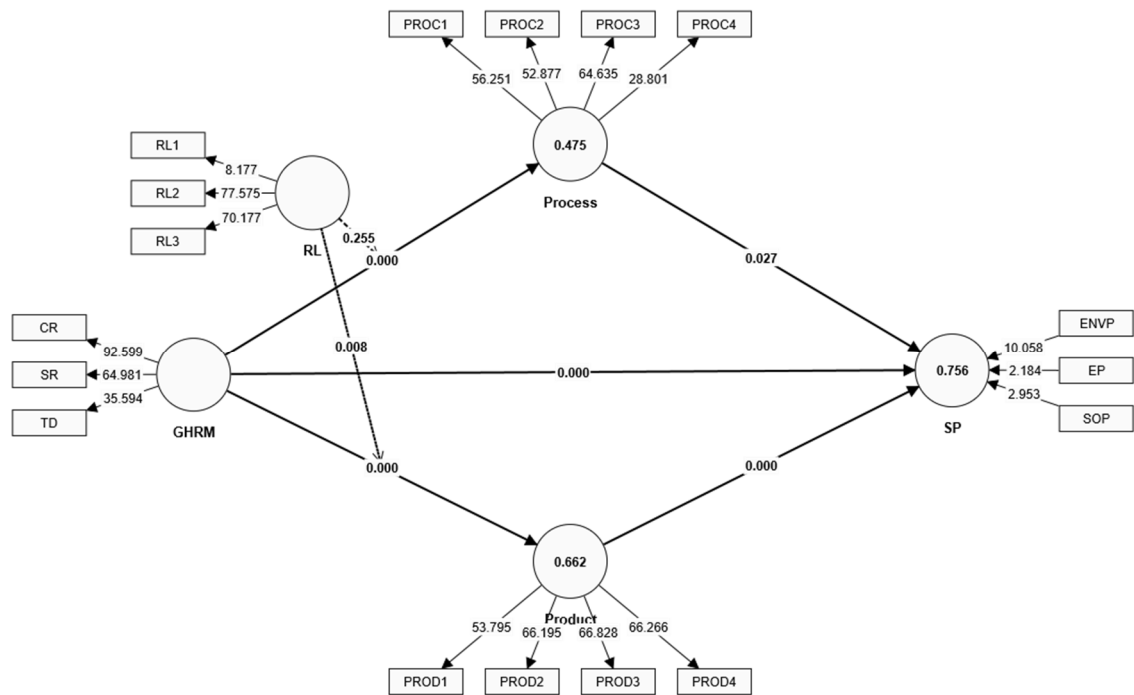 PROC1 PROC2 PROC3 PROC4
56.251 52.877 64.635 28.801
RL1
8.177
0.475
RL2
77.575
Process
70.177
RL3
0.255
RL
0.000
0.027
CR
ENVP
92.599
0.008
10.058
SR
64.981
0.000
0.756
2.184
EP
35.594
2.953
TD
SOP
GHRM
SP
0.000
0.000
0.662
Product
53.795 66.195 66.828 66.266
PROD1 PROD2 PROD3 PROD4